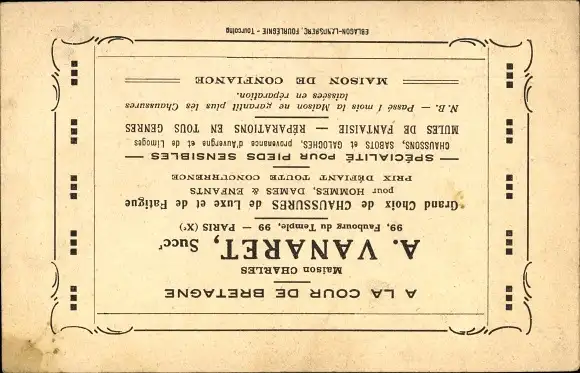 A LA COUR DE BRETAGNE
Maison CHARLES
A. VANARET, Succr
99, Faubourg du Temple, 99 — PARIS (Xe)
Grand Choix de CHAUSSURES de Luxe et de Fatigue
pour HOMMES, DAMES & ENFANTS
PRIX DÉFIANT TOUTE CONCURRENCE
— SPÉCIALITÉ POUR PIEDS SENSIBLES —
CHAUSSONS, SABOTS et GALOCHES, provenance d'Auvergne et de Limoges
MULES DE FANTAISIE — RÉPARATIONS EN TOUS GENRES
N. B. — Passé 1 mois la Maison ne garantit plus les Chaussures
laissées en réparation.
MAISON DE CONFIANCE
FOURLEGNIE - Tourcoing